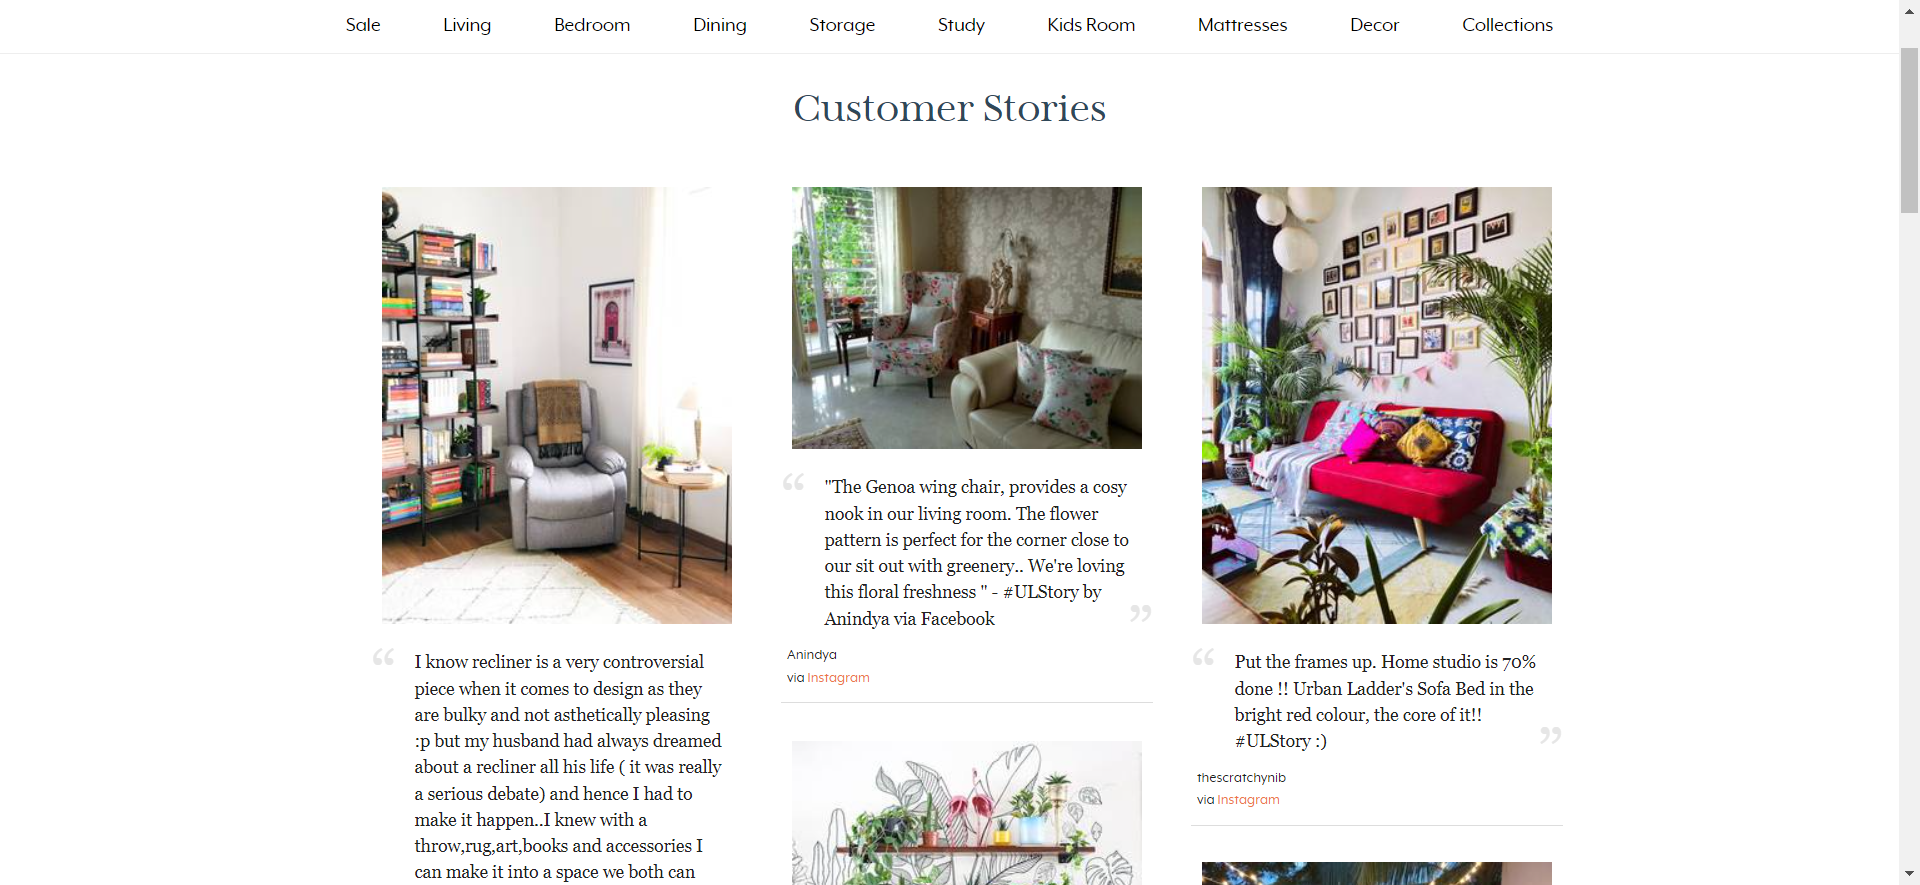 Sale Living Bedroom Dining Storage Study Kids Room Mattresses Decor Collections
Customer Stories
“
I know recliner is a very controversial
piece when it comes to design as they
are bulky and not asthetically pleasing
:p but my husband had always dreamed
about a recliner all his life ( it was really
a serious debate) and hence I had to
make it happen..I knew with a
throw,rug,art,books and accessories I
can make it into a space we both can
“
"The Genoa wing chair, provides a cosy
nook in our living room. The flower
pattern is perfect for the corner close to
our sit out with greenery.. We're loving
this floral freshness " - #ULStory by
Anindya via Facebook
”
Anindya
via Instagram
“
Put the frames up. Home studio is 70%
done !! Urban Ladder's Sofa Bed in the
bright red colour, the core of it!!
#ULStory :)
”
thescratchynib
via Instagram